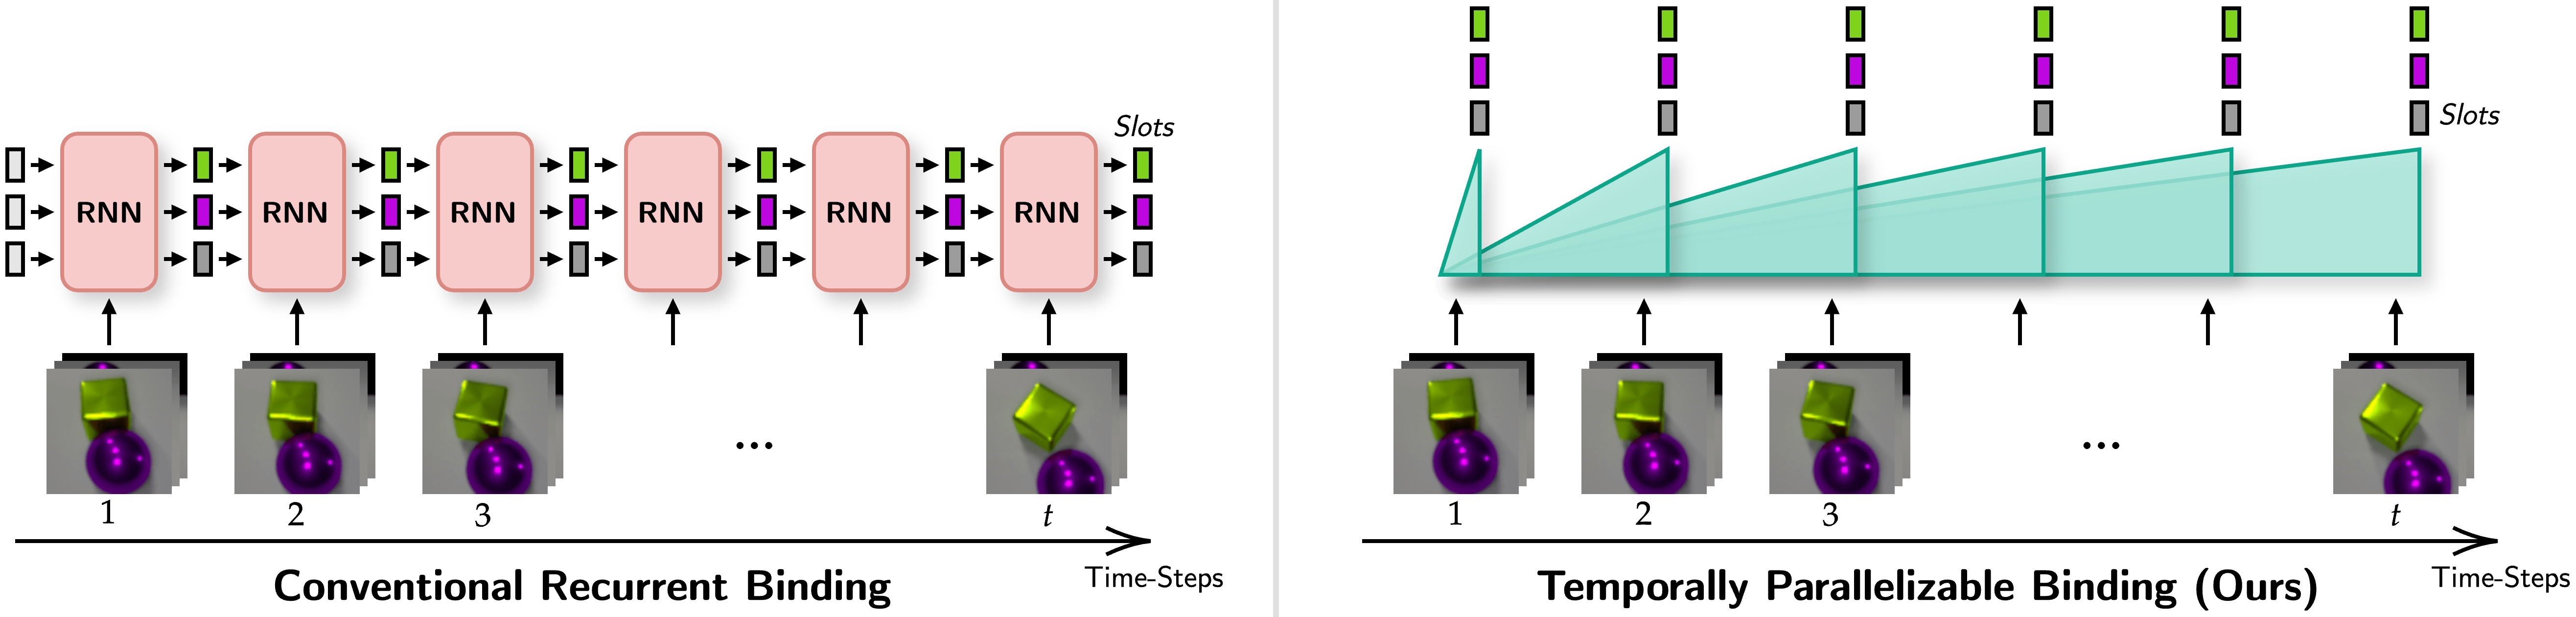 Slots
RNN RNN RNN RNN RNN RNN
...
1 2 3 t
Time-Steps
Conventional Recurrent Binding
Slots
...
1 2 3 t
Time-Steps
Temporally Parallelizable Binding (Ours)